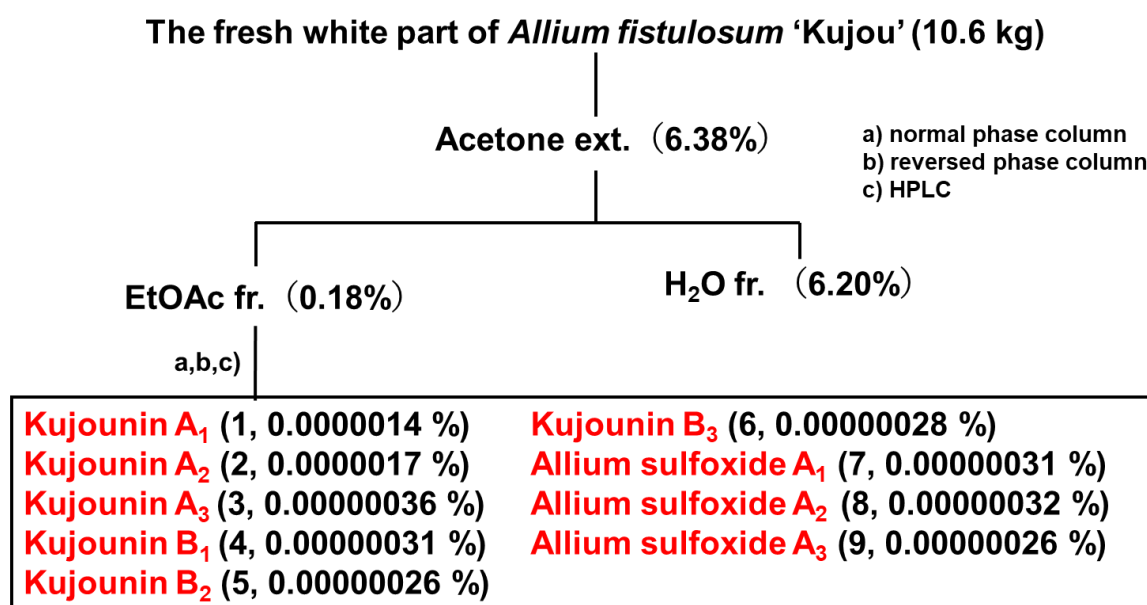 The fresh white part of Allium fistulosum ‘Kujou’ (10.6 kg)
Acetone ext.（6.38%）
a) normal phase column
b) reversed phase column
c) HPLC
EtOAc fr.（0.18%）
H₂O fr.（6.20%）
a,b,c)
Kujounin A₁ (1, 0.0000014 %)
Kujounin A₂ (2, 0.0000017 %)
Kujounin A₃ (3, 0.00000036 %)
Kujounin B₁ (4, 0.00000031 %)
Kujounin B₂ (5, 0.00000026 %)
Kujounin B₃ (6, 0.00000028 %)
Allium sulfoxide A₁ (7, 0.00000031 %)
Allium sulfoxide A₂ (8, 0.00000032 %)
Allium sulfoxide A₃ (9, 0.00000026 %)